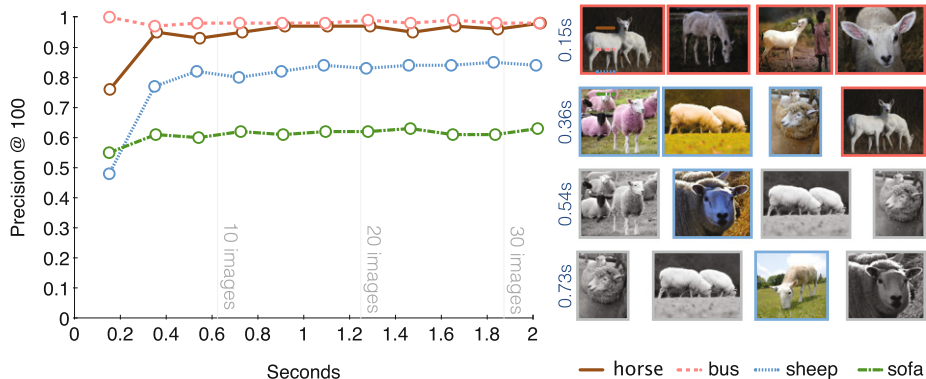 1
0.9
0.8
0.7
0.6
0.5
0.4
0.3
0.2
0.1
0
Precision @ 100
0 0.2 0.4 0.6 0.8 1 1.2 1.4 1.6 1.8 2
Seconds
10 images
20 images
30 images
0.15s
0.36s
0.54s
0.73s
horse bus sheep sofa